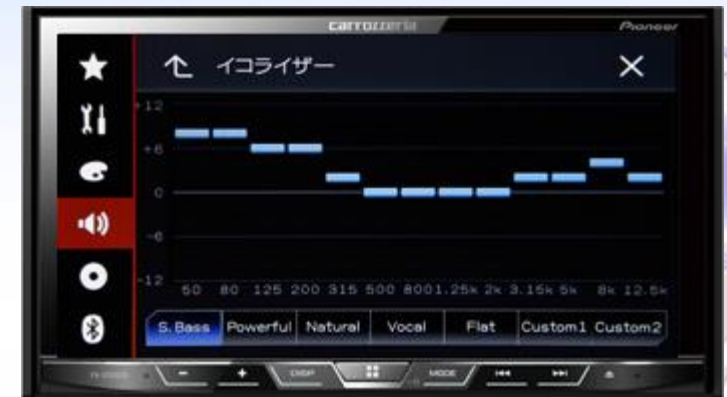 carrozzeria
Pioneer
イコライザー
+12
+6
0
-6
-12
50 80 125 200 315 500 800 1.25k 2k 3.15k 5k 8k 12.5k
S.Bass Powerful Natural Vocal Flat Custom1 Custom2
- + DISP MODE